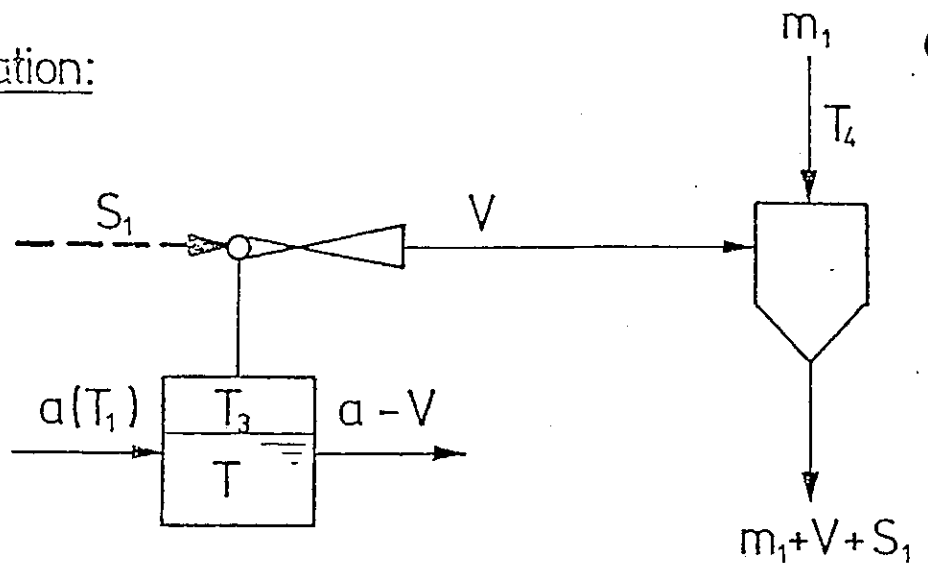 ation:
m₁
T₄
S₁
V
a(T₁)
T₃
a - V
T
m₁+V+S₁